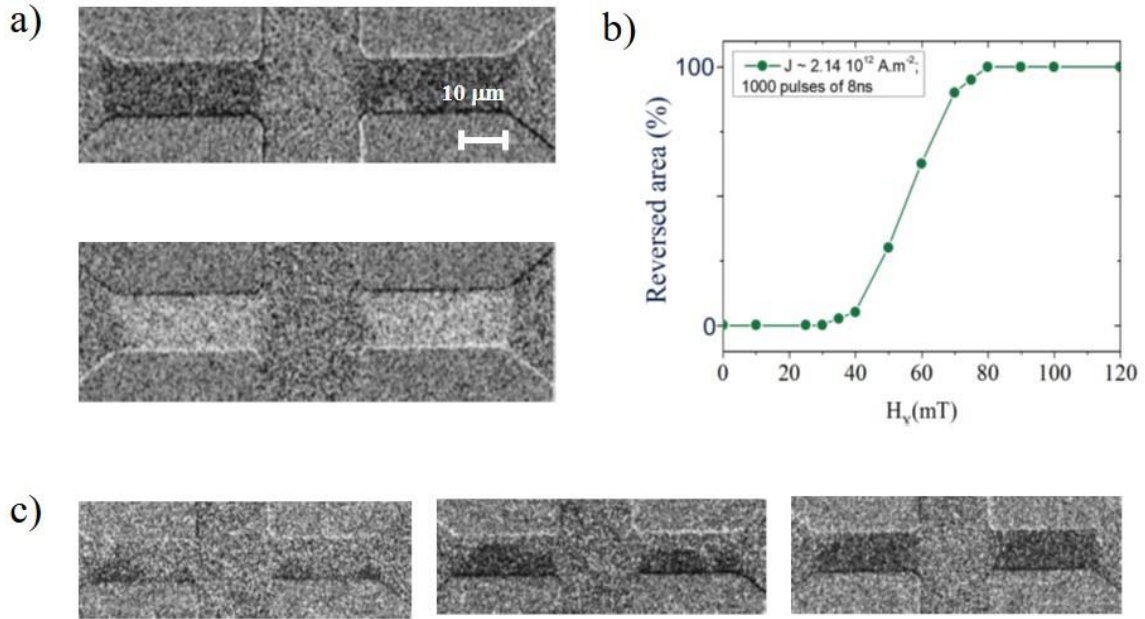 a)
10 μm
b)
J ~ 2.14 10¹² A.m⁻²;
1000 pulses of 8ns
Reversed area (%)
100
0
0 20 40 60 80 100 120
Hₓ(mT)
c)